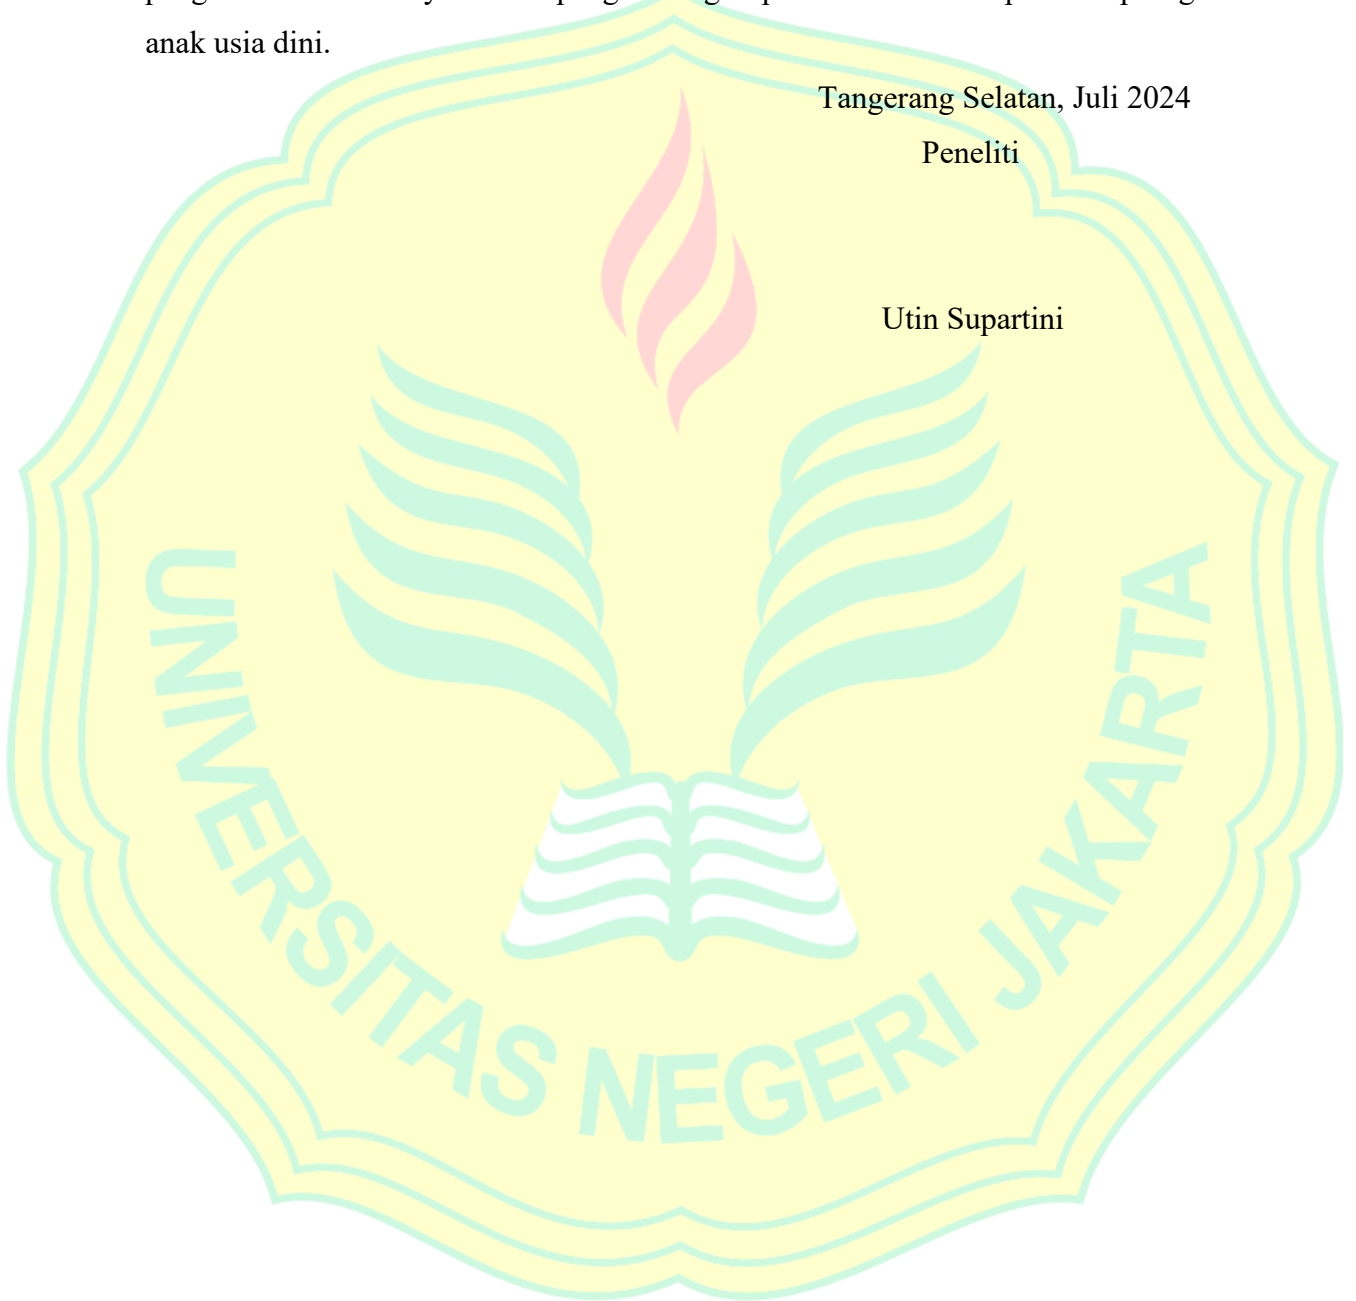 anak usia dini.
Tangerang Selatan, Juli 2024
Peneliti
Utin Supartini
UNIVERSITAS NEGERI JAKARTA